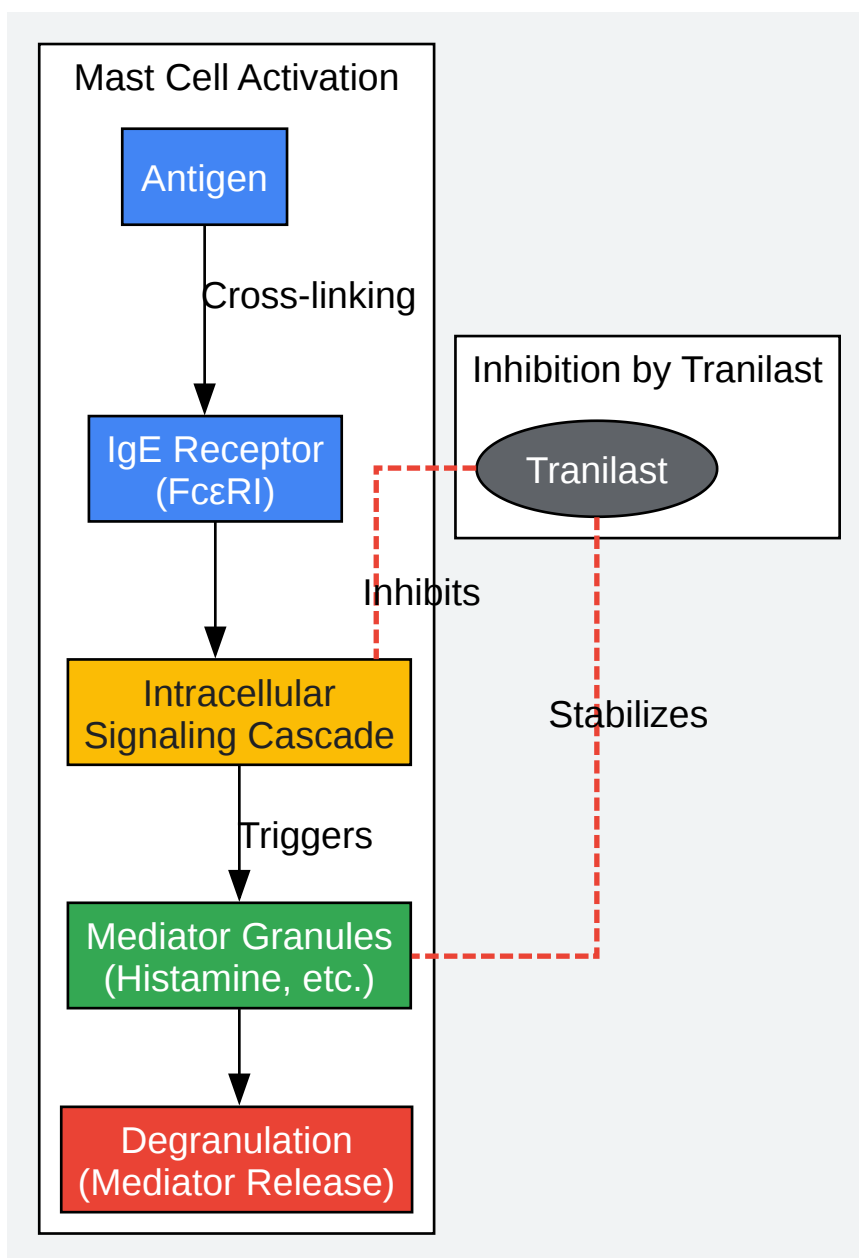 Mast Cell Activation
Antigen
Cross-linking
IgE Receptor
(FcεRI)
Intracellular
Signaling Cascade
Triggers
Mediator Granules
(Histamine, etc.)
Degranulation
(Mediator Release)
Inhibition by Tranilast
Tranilast
Inhibits
Stabilizes